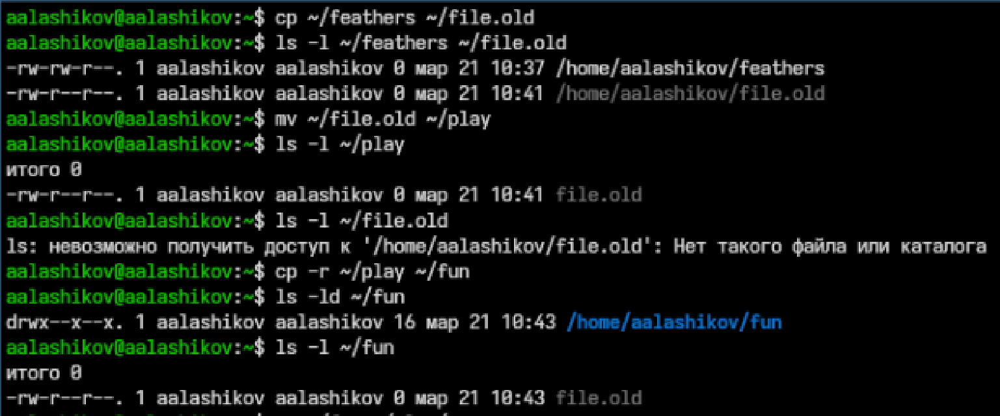 aalashikov@aalashikov:~$ cp ~/feathers ~/file.old
aalashikov@aalashikov:~$ ls -l ~/feathers ~/file.old
-rw-rw-r--. 1 aalashikov aalashikov 0 мар 21 10:37 /home/aalashikov/feathers
-rw-r--r--. 1 aalashikov aalashikov 0 мар 21 10:41 /home/aalashikov/file.old
aalashikov@aalashikov:~$ mv ~/file.old ~/play
aalashikov@aalashikov:~$ ls -l ~/play
итого 0
-rw-r--r--. 1 aalashikov aalashikov 0 мар 21 10:41 file.old
aalashikov@aalashikov:~$ ls -l ~/file.old
ls: невозможно получить доступ к '/home/aalashikov/file.old': Нет такого файла или каталога
aalashikov@aalashikov:~$ cp -r ~/play ~/fun
aalashikov@aalashikov:~$ ls -ld ~/fun
drwx--x--x. 1 aalashikov aalashikov 16 мар 21 10:43 /home/aalashikov/fun
aalashikov@aalashikov:~$ ls -l ~/fun
итого 0
-rw-r--r--. 1 aalashikov aalashikov 0 мар 21 10:43 file.old